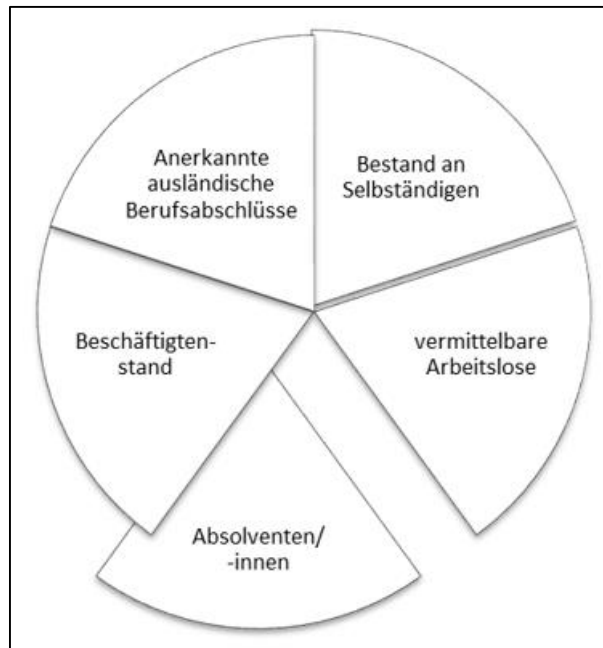 Anerkannte
ausländische
Berufsabschlüsse
Bestand an
Selbständigen
Beschäftigten-
stand
vermittelbare
Arbeitslose
Absolventen/
-innen